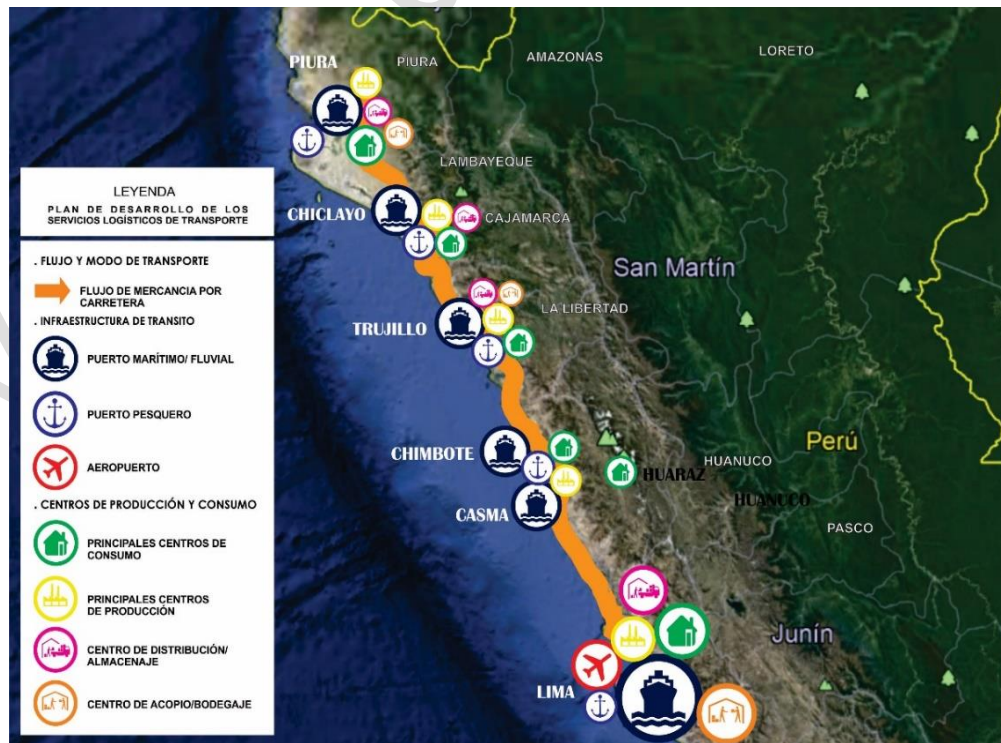 PIURA
PIURA
AMAZONAS
LORETO
LAMBAYEQUE
CHICLAYO
CAJAMARCA
San Martín
TRUJILLO
LA LIBERTAD
Perú
CHIMBOTE
HUARAZ
HUANUCO
HUANUCO
CASMA
PASCO
Junín
LIMA
LEYENDA
PLAN DE DESARROLLO DE LOS
SERVICIOS LOGÍSTICOS DE TRANSPORTE
. FLUJO Y MODO DE TRANSPORTE
FLUJO DE MERCANCIA POR
CARRETERA
. INFRAESTRUCTURA DE TRANSITO
PUERTO MARÍTIMO/ FLUVIAL
PUERTO PESQUERO
AEROPUERTO
. CENTROS DE PRODUCCIÓN Y CONSUMO
PRINCIPALES CENTROS DE
CONSUMO
PRINCIPALES CENTROS
DE PRODUCCIÓN
CENTRO DE DISTRIBUCIÓN/
ALMACENAJE
CENTRO DE ACOPIO/BODEGAJE